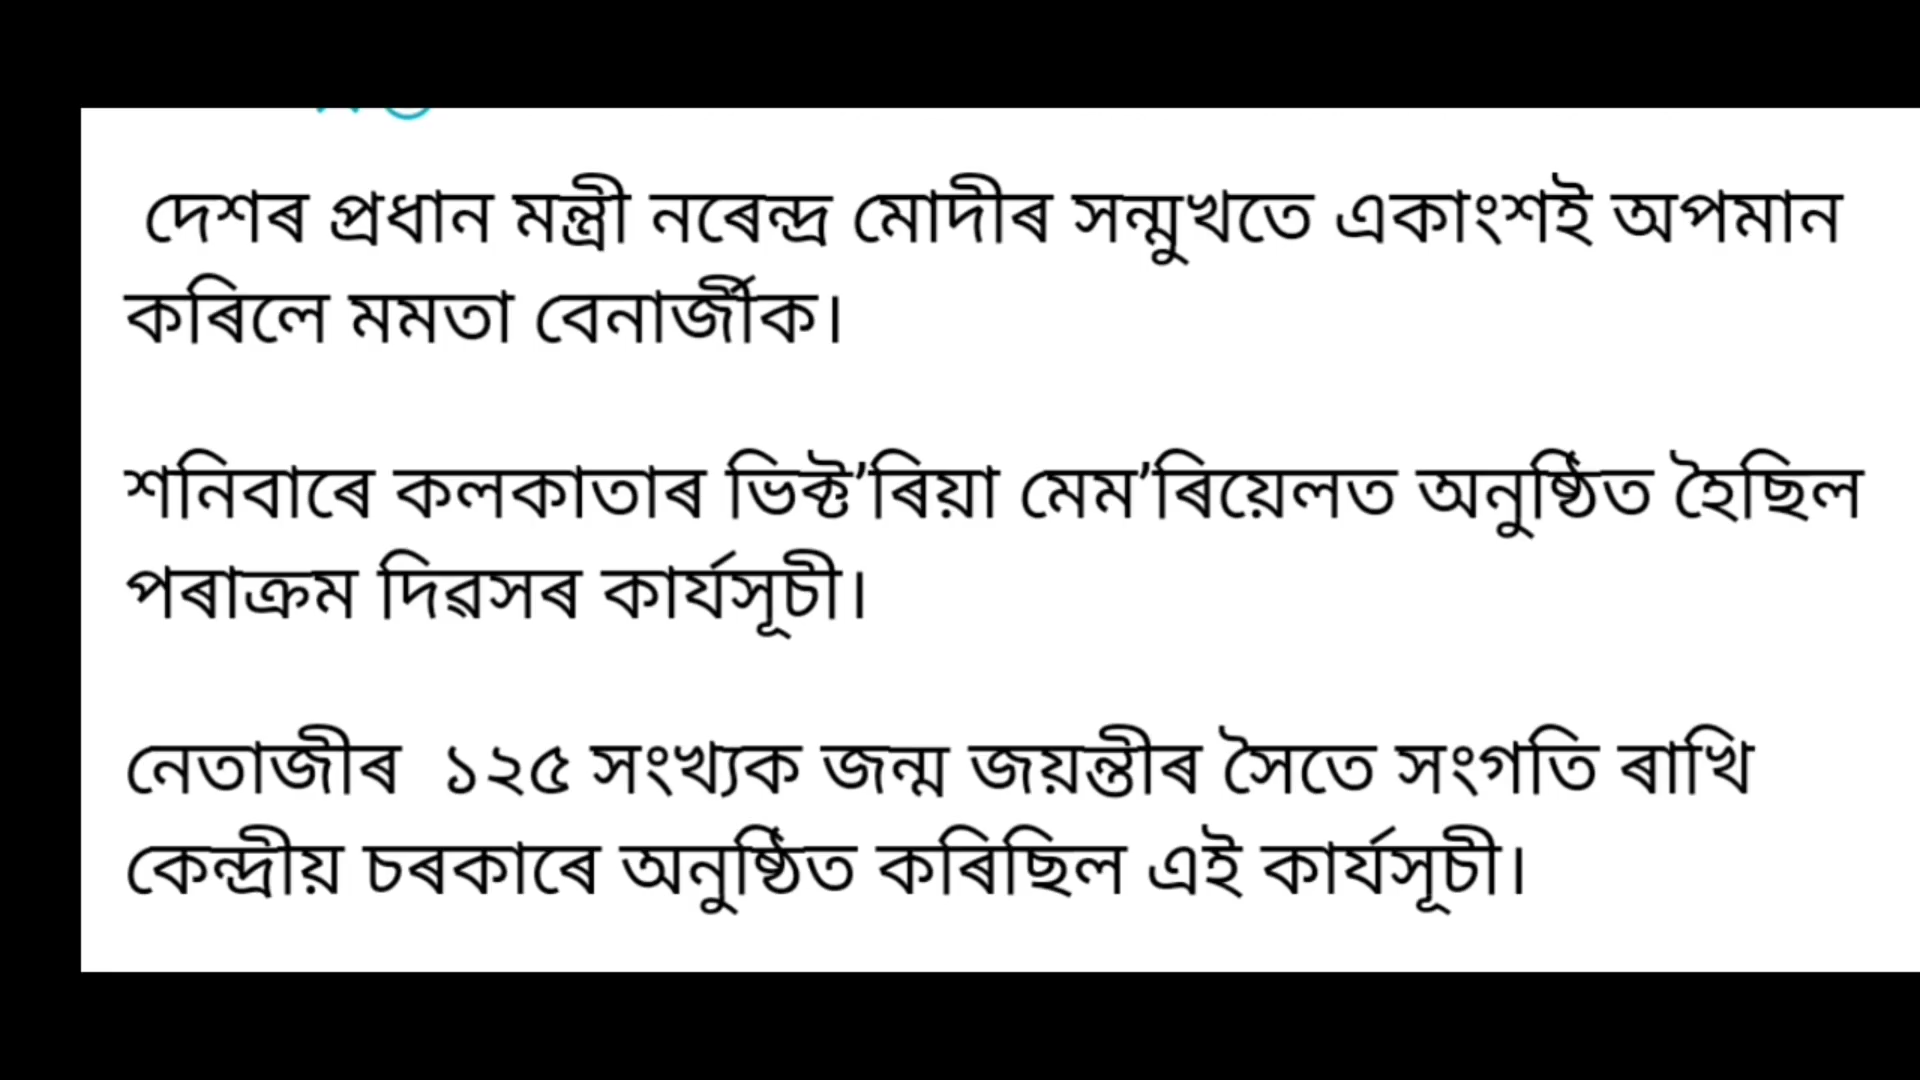 দেশৰ প্ৰধান মন্ত্ৰী নৰেন্দ্ৰ মোদীৰ সন্মুখতে একাংশই অপমান
কৰিলে মমতা বেনাৰ্জীক।
শনিবাৰে কলকাতাৰ ভিক্ট’ৰিয়া মেম’ৰিয়েলত অনুষ্ঠিত হৈছিল
পৰাক্ৰম দিৱসৰ কাৰ্যসূচী।
নেতাজীৰ ১২৫ সংখ্যক জন্ম জয়ন্তীৰ সৈতে সংগতি ৰাখি
কেন্দ্ৰীয় চৰকাৰে অনুষ্ঠিত কৰিছিল এই কাৰ্যসূচী।